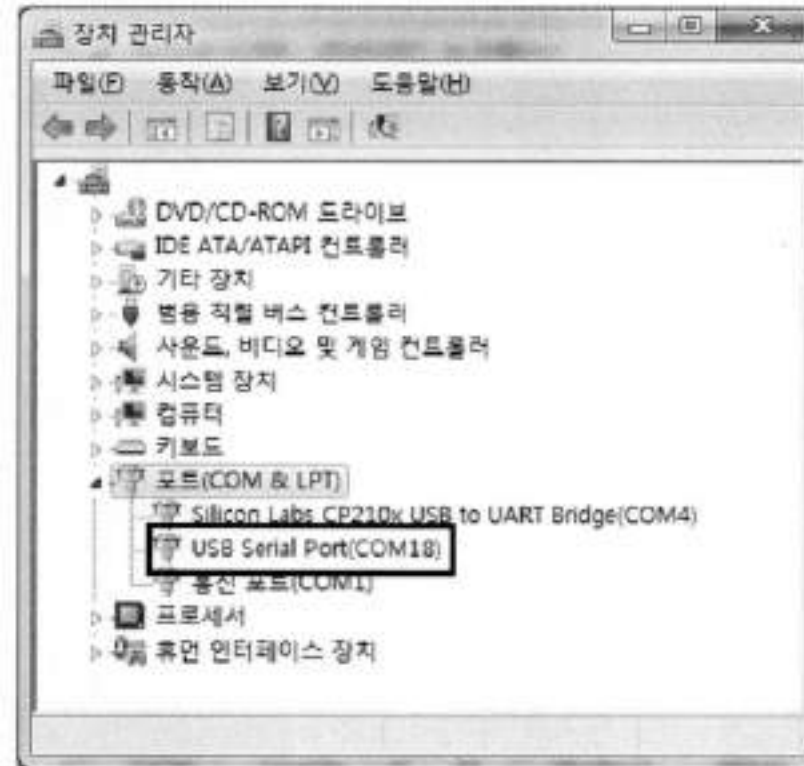 장치 관리자
파일(F) 동작(A) 보기(V) 도움말(H)
DVD/CD-ROM 드라이브
IDE ATA/ATAPI 컨트롤러
기타 장치
범용 직렬 버스 컨트롤러
사운드, 비디오 및 게임 컨트롤러
시스템 장치
컴퓨터
키보드
포트(COM & LPT)
Silicon Labs CP210x USB to UART Bridge(COM4)
USB Serial Port(COM18)
통신 포트(COM1)
프로세서
휴먼 인터페이스 장치